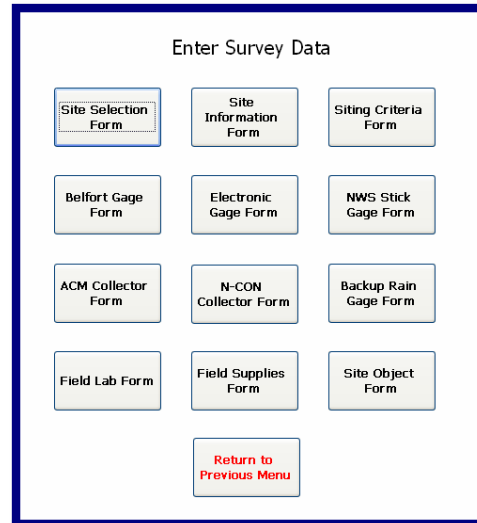 Enter Survey Data
Site Selection
Form
Site
Information
Form
Siting Criteria
Form
Belfort Gage
Form
Electronic
Gage Form
NWS Stick
Gage Form
ACM Collector
Form
N-CON
Collector Form
Backup Rain
Gage Form
Field Lab Form
Field Supplies
Form
Site Object
Form
Return to
Previous Menu